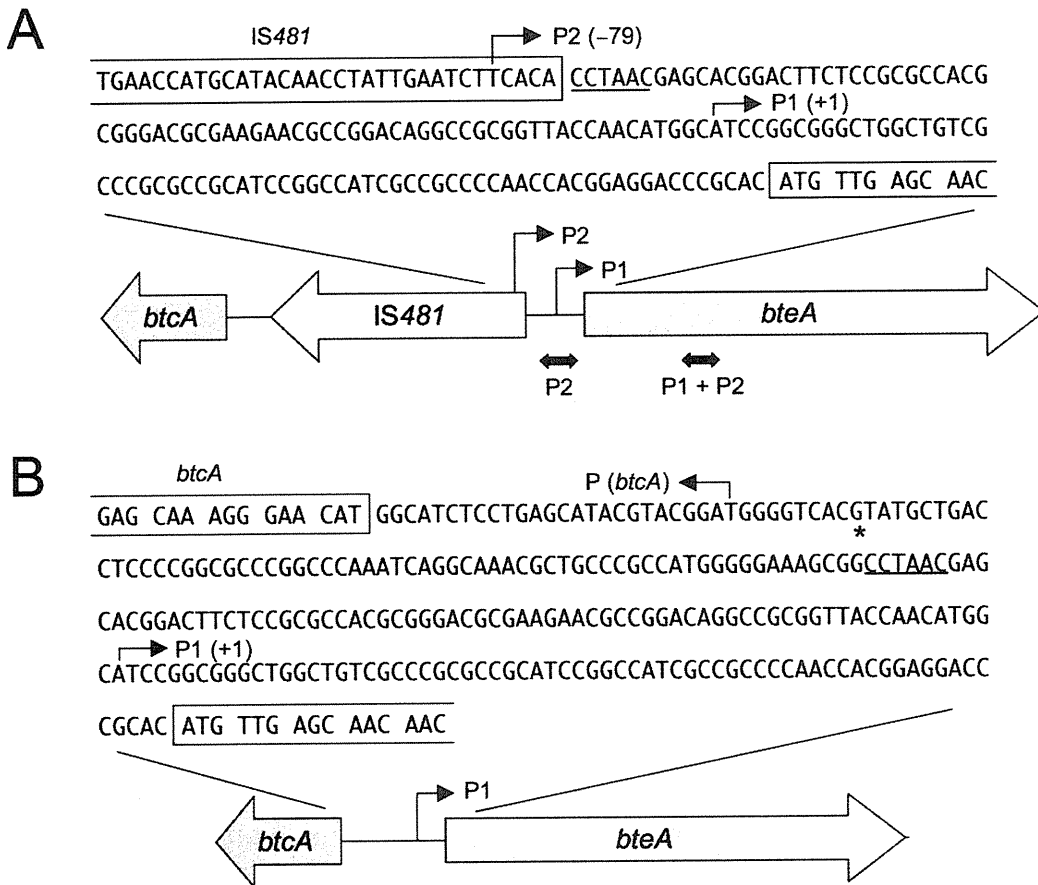 A
IS481
P2 (−79)
TGAACCATGCATACAACCTATTGAATCTTCACA CCTAACGAGCACGGACTTCTCCGCGCCACG
P1 (+1)
CGGGACGCGAAGAACGCCGGACAGGCCGCGGTTACCAACATGGCATCCGGCGGGCTGGCTGTCG
CCCGCGCCGCATCCGGCCATCGCCGCCCCAACCACGGAGGACCCGCAC ATG TTG AGC AAC
P2
P1
btcA
IS481
bteA
P2
P1 + P2
B
btcA
P (btcA)
GAG CAA AGG GAA CAT GGCATCTCCTGAGCATACGTACGGATGGGGTCACGTATGCTGAC
*
CTCCCCGGCGCCCGGCCCAAATCAGGCAAACGCTGCCCGCCATGGGGGAAAGCGGCCTAACGAG
CACGGACTTCTCCGCGCCACGCGGGACGCGAAGAACGCCGGACAGGCCGCGGTTACCAACATGG
P1 (+1)
CATCCGGCGGGCTGGCTGTCGCCCGCGCCGCATCCGGCCATCGCCGCCCCAACCACGGAGGACC
CGCAC ATG TTG AGC AAC AAC
P1
btcA
bteA